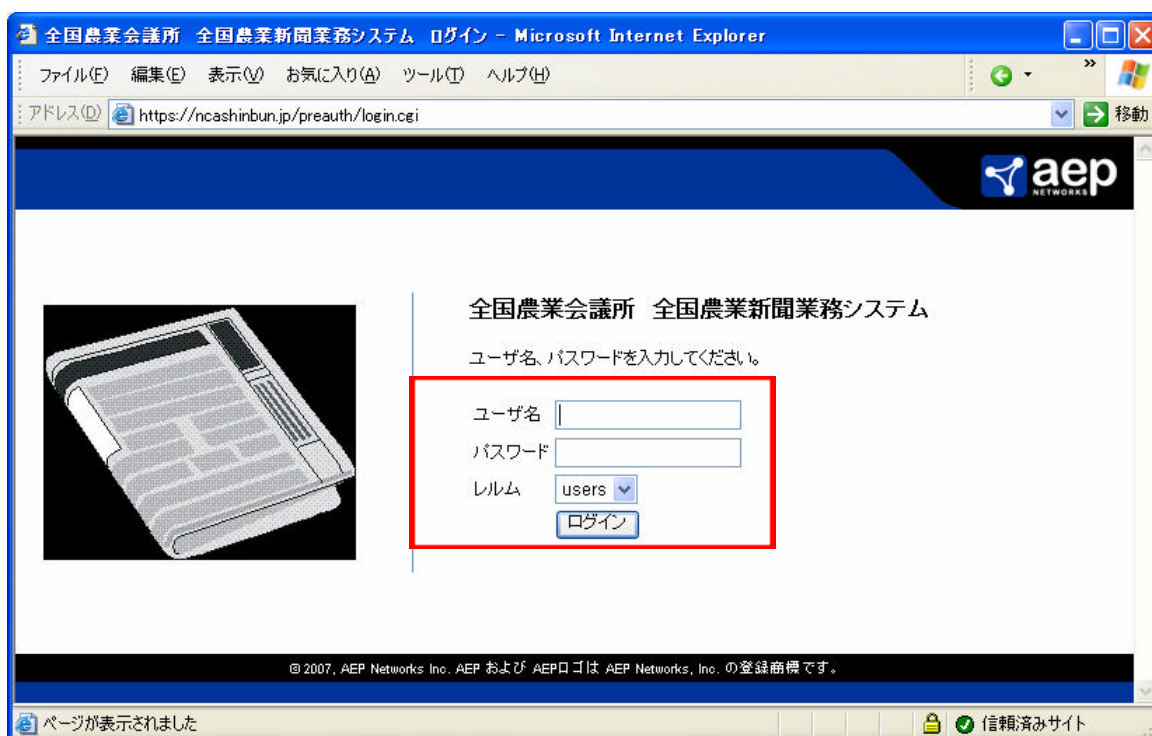 全国農業会議所 全国農業新聞業務システム ログイン - Microsoft Internet Explorer
ファイル(F) 編集(E) 表示(V) お気に入り(A) ツール(T) ヘルプ(H)
アドレス(D) https://ncashinbun.jp/preauth/login.cgi 移動
aep
NETWORKS
全国農業会議所 全国農業新聞業務システム
ユーザ名、パスワードを入力してください。
ユーザ名
パスワード
レルム users
ログイン
© 2007, AEP Networks Inc. AEP および AEPロゴは AEP Networks, Inc. の登録商標です。
ページが表示されました 信頼済みサイト